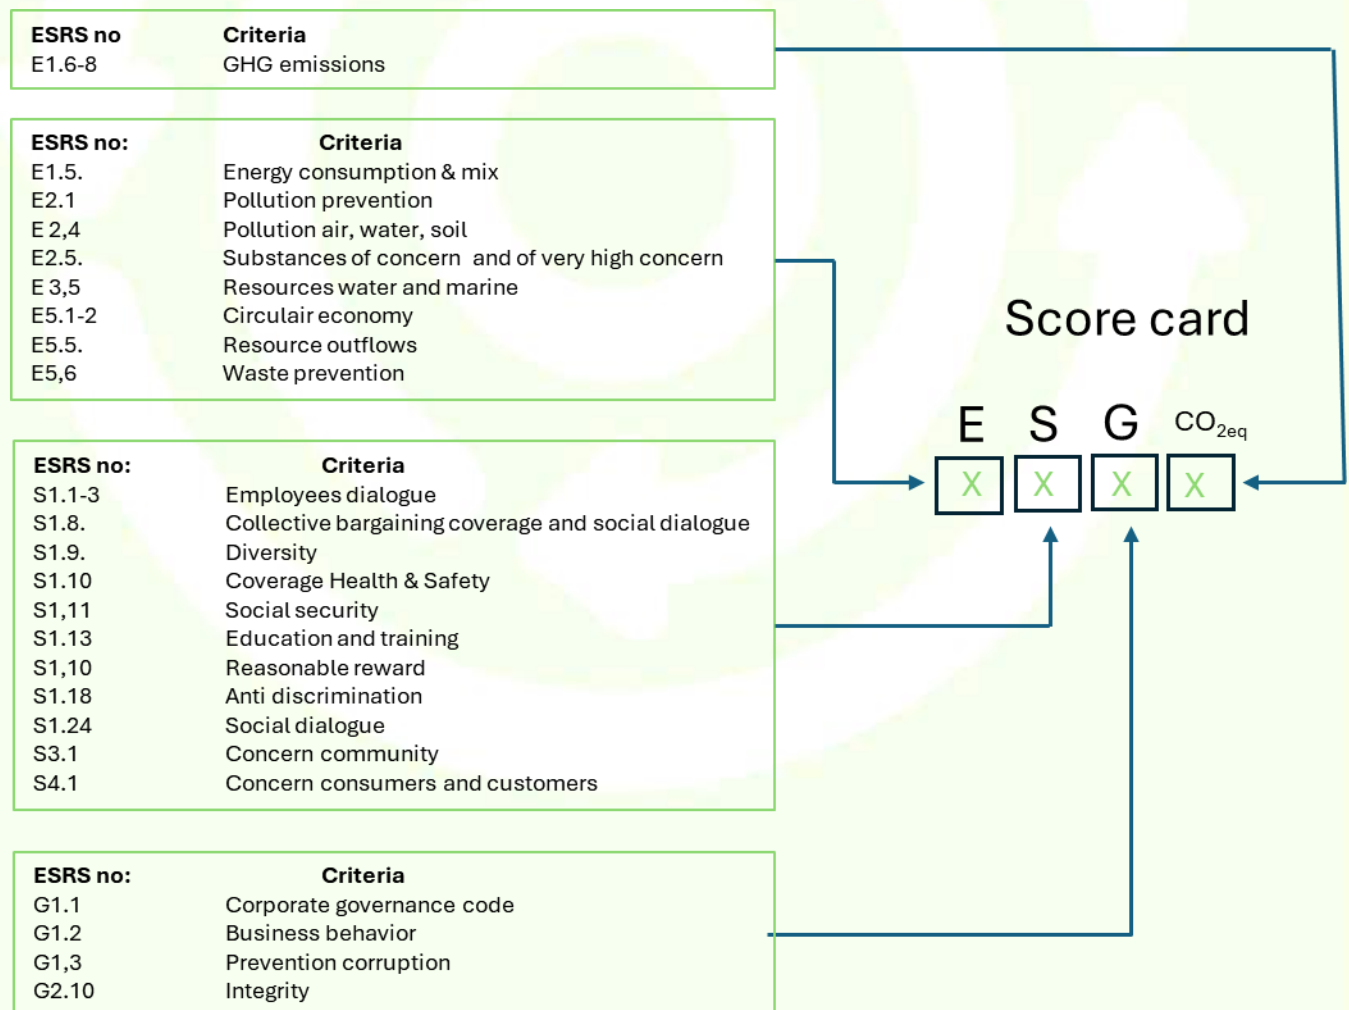 ESRS no Criteria
E1.6-8 GHG emissions
ESRS no: Criteria
E1.5. Energy consumption & mix
E2.1 Pollution prevention
E 2,4 Pollution air, water, soil
E2.5. Substances of concern and of very high concern
E 3,5 Resources water and marine
E5.1-2 Circulair economy
E5.5. Resource outflows
E5,6 Waste prevention
ESRS no: Criteria
S1.1-3 Employees dialogue
S1.8. Collective bargaining coverage and social dialogue
S1.9. Diversity
S1.10 Coverage Health & Safety
S1,11 Social security
S1.13 Education and training
S1,10 Reasonable reward
S1.18 Anti discrimination
S1.24 Social dialogue
S3.1 Concern community
S4.1 Concern consumers and customers
ESRS no: Criteria
G1.1 Corporate governance code
G1.2 Business behavior
G1,3 Prevention corruption
G2.10 Integrity
Score card
E S G CO2eq
X X X X